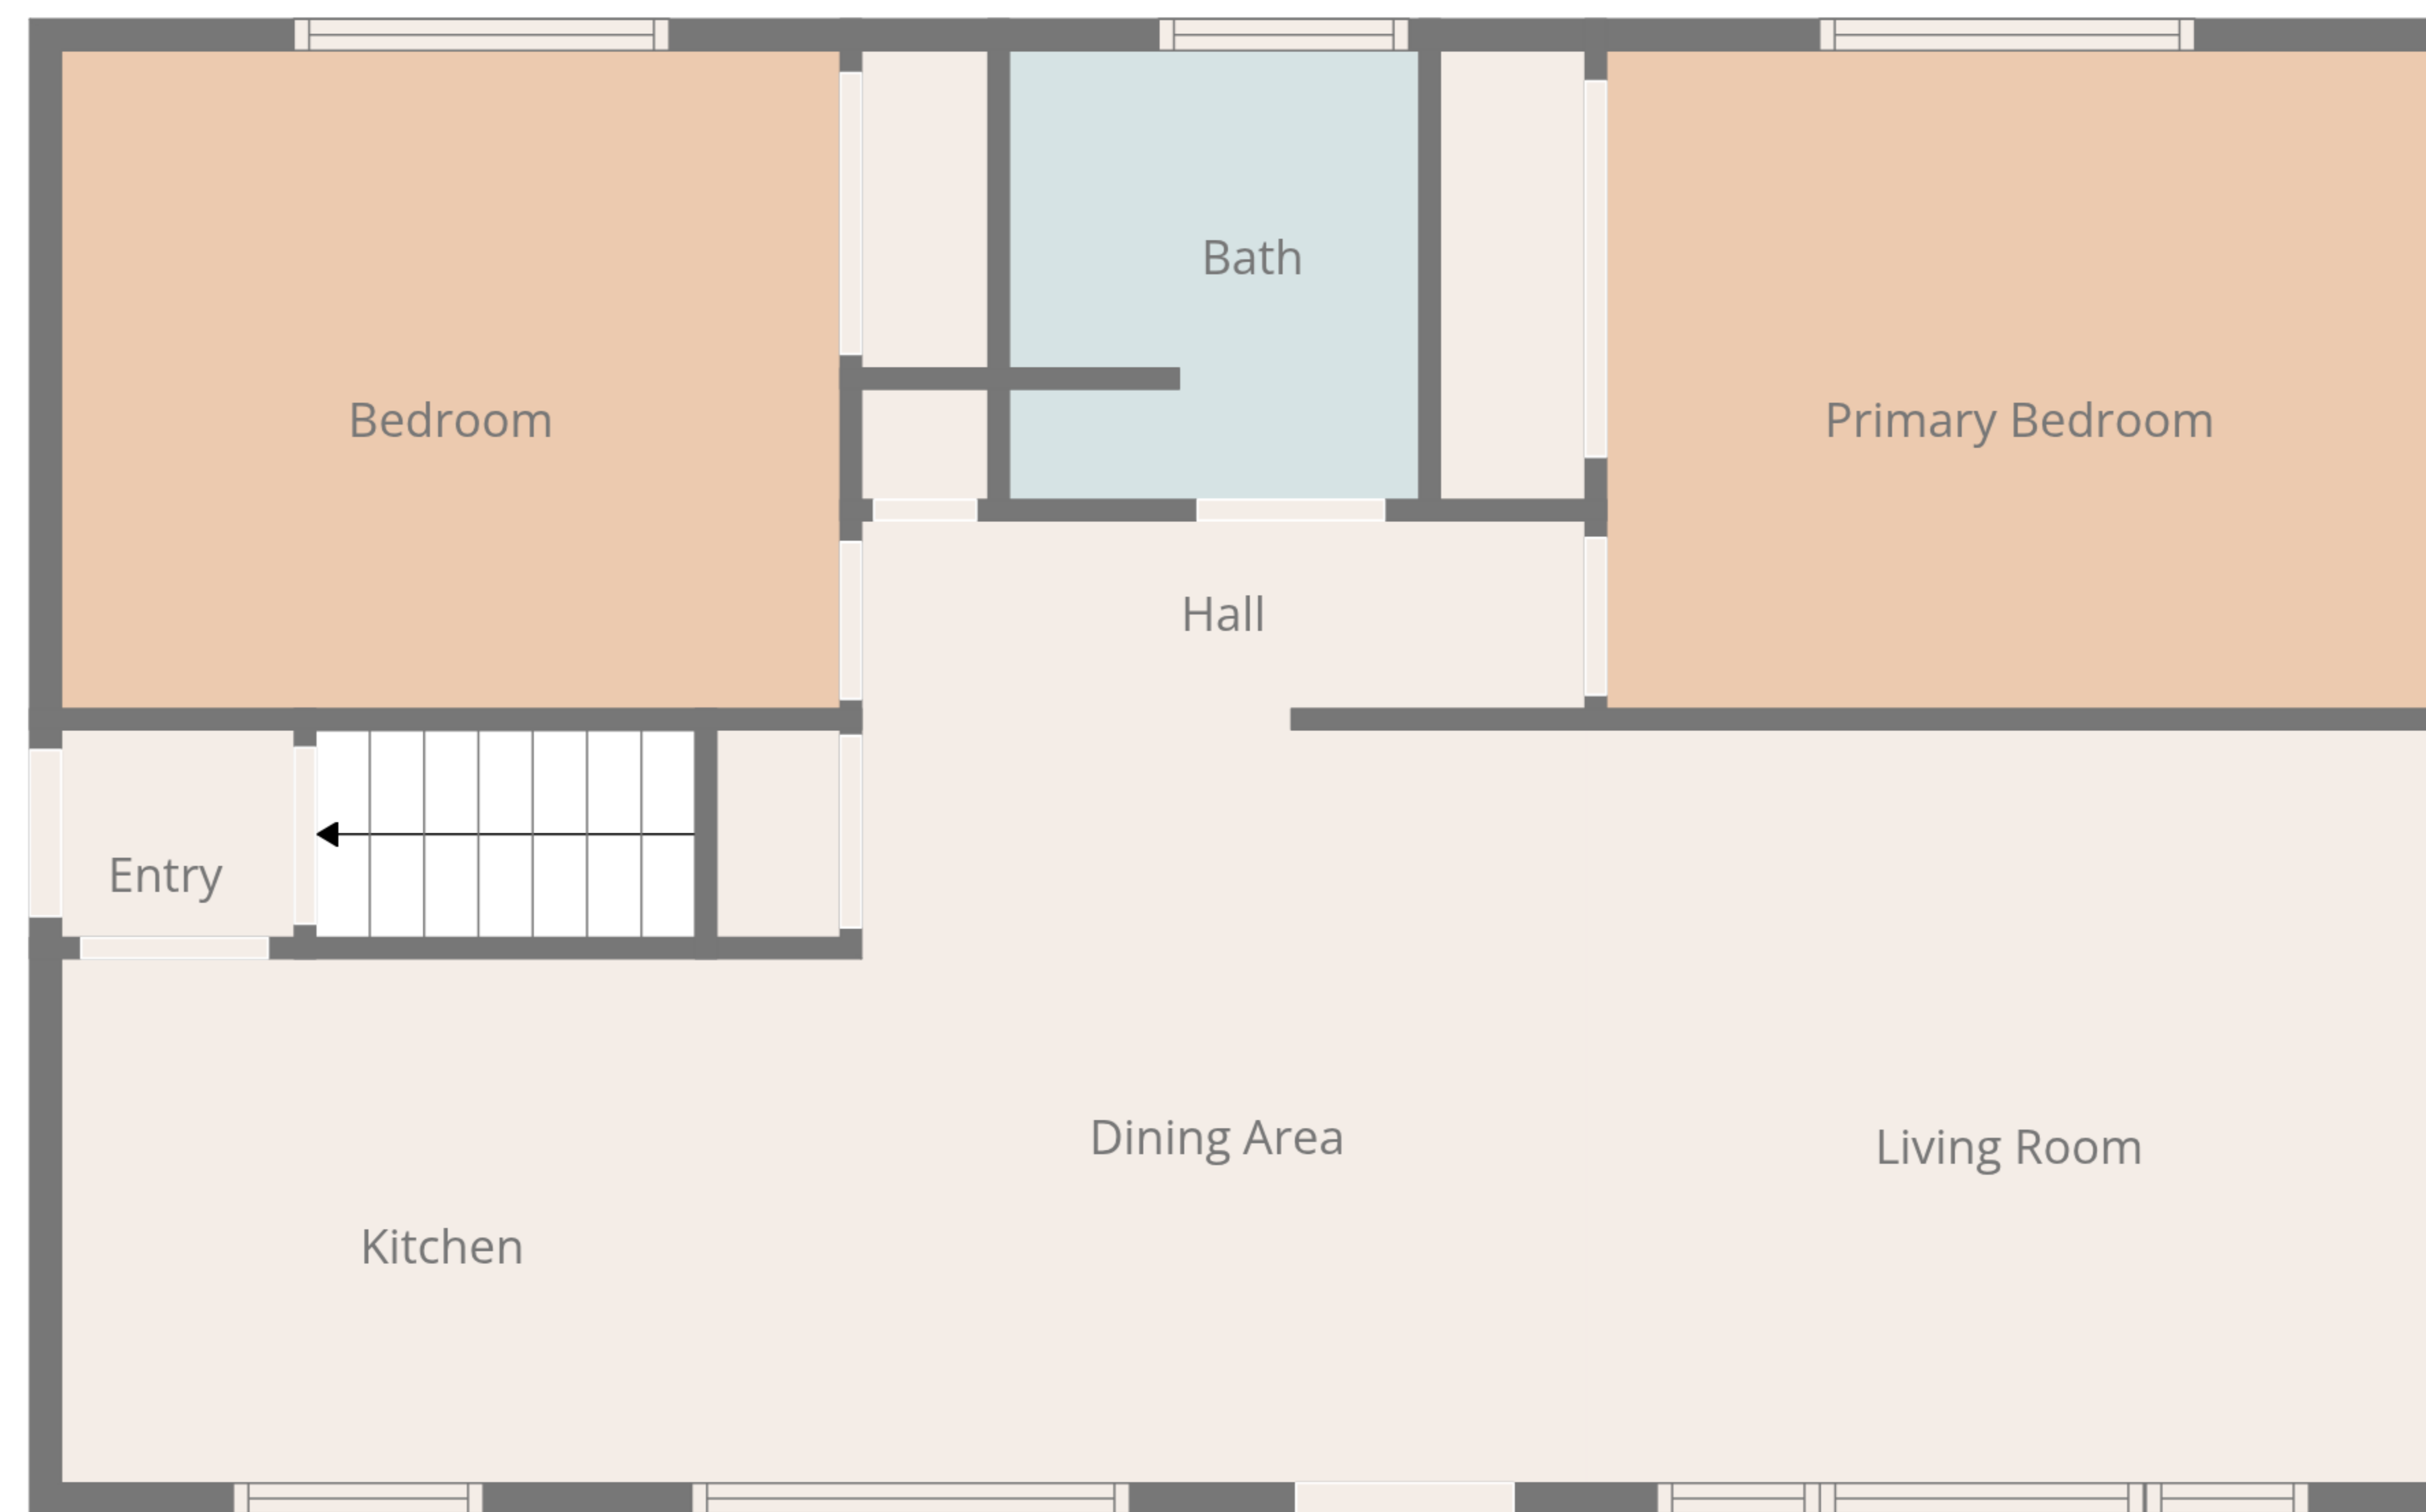 Bath
Bedroom
Primary Bedroom
Hall
Entry
Dining Area
Living Room
Kitchen